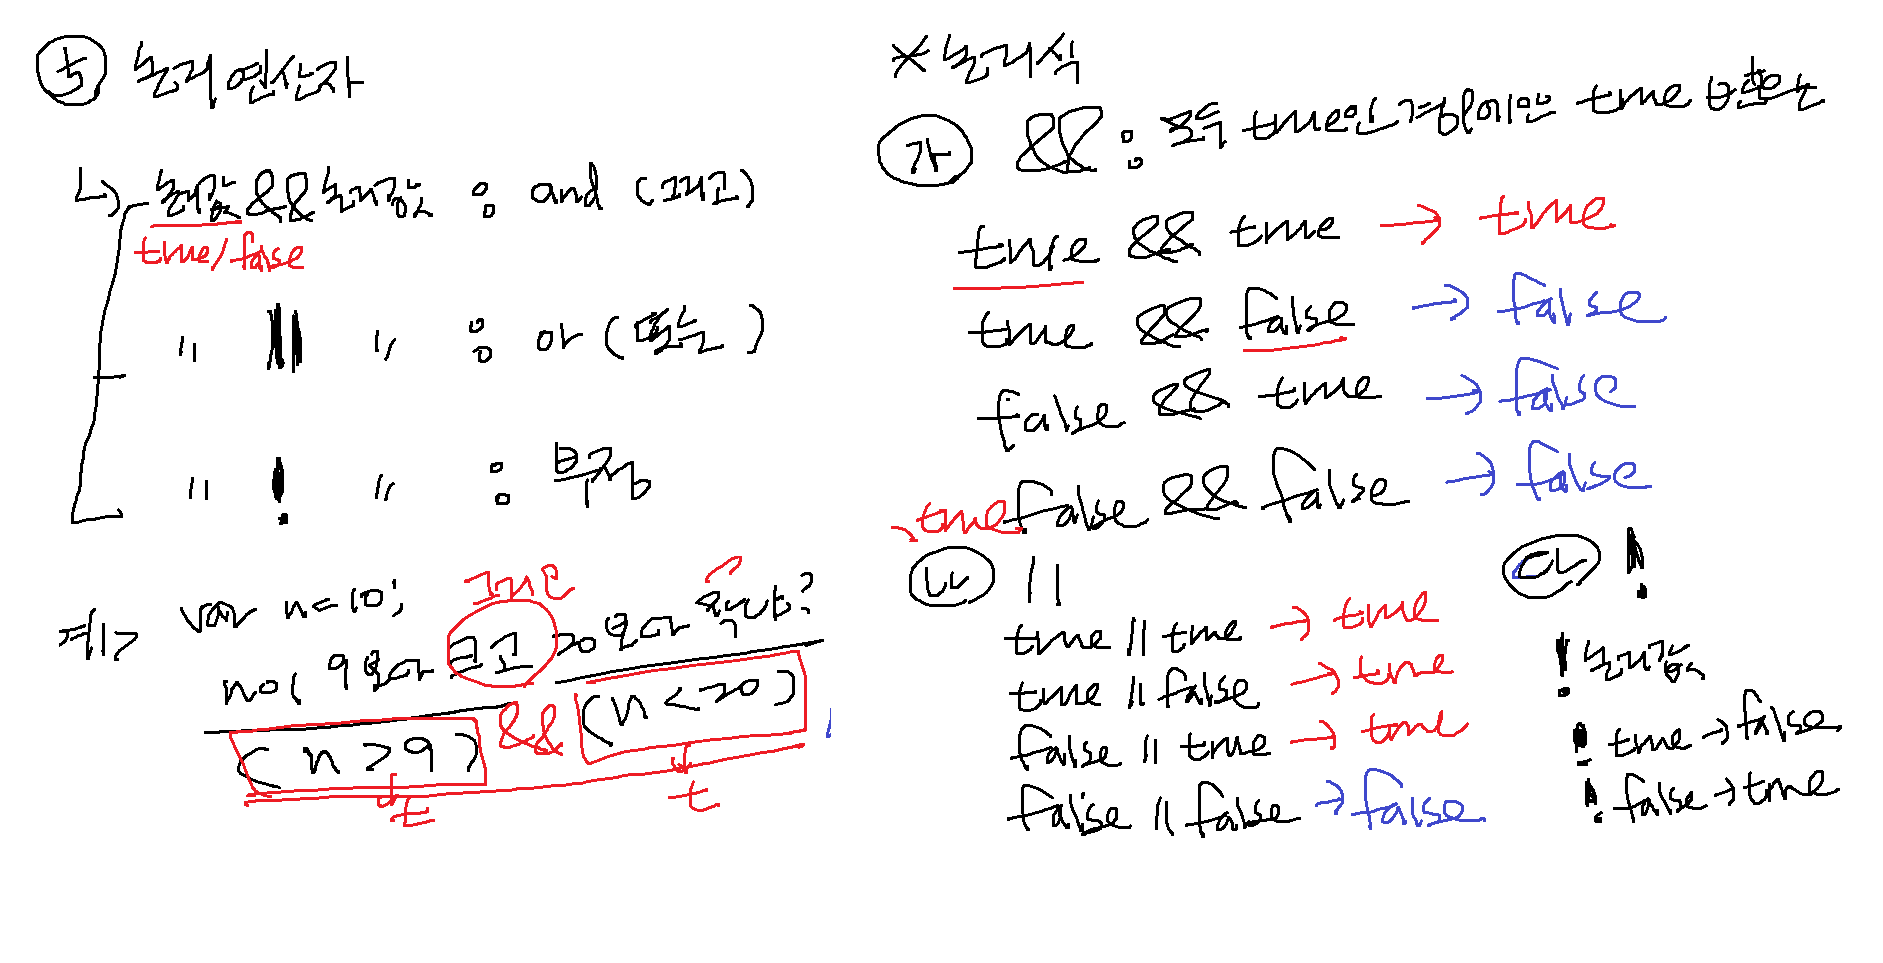 5 논리 연산자
↳ 논리값 && 논리값 : and (그리고)
true/false
〃 || 〃 : or (또는)
〃 ! 〃 : 부정
예1> var n=10;
그리고
n이 9보다 크고 20보다 작냐?
(n>9) && (n<20)
t t
*논리식
가 && : 모두 true인 경우에만 true 반환
true && true → true
true && false → false
false && true → false
false && false → false
true
나 ||
true || true → true
true || false → true
false || true → true
false || false → false
다 !
! 논리값
! true → false
! false → true